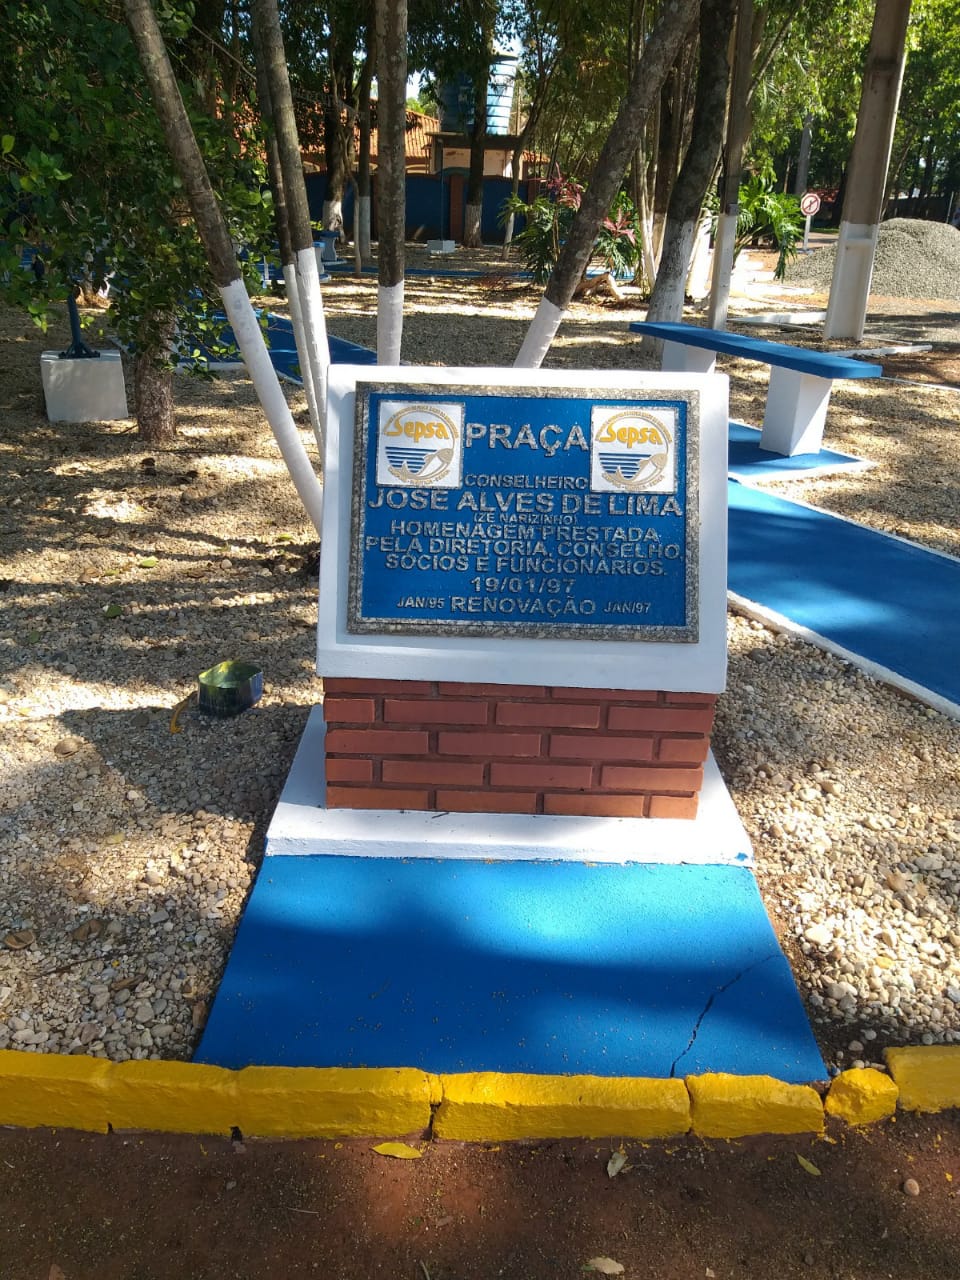 Sepsa PRAÇA Sepsa
CONSELHEIRO
JOSE ALVES DE LIMA
(ZE NARIZINHO)
HOMENAGEM PRESTADA
PELA DIRETORIA, CONSELHO,
SOCIOS E FUNCIONARIOS.
19/01/97
JAN/95 RENOVAÇÃO JAN/97